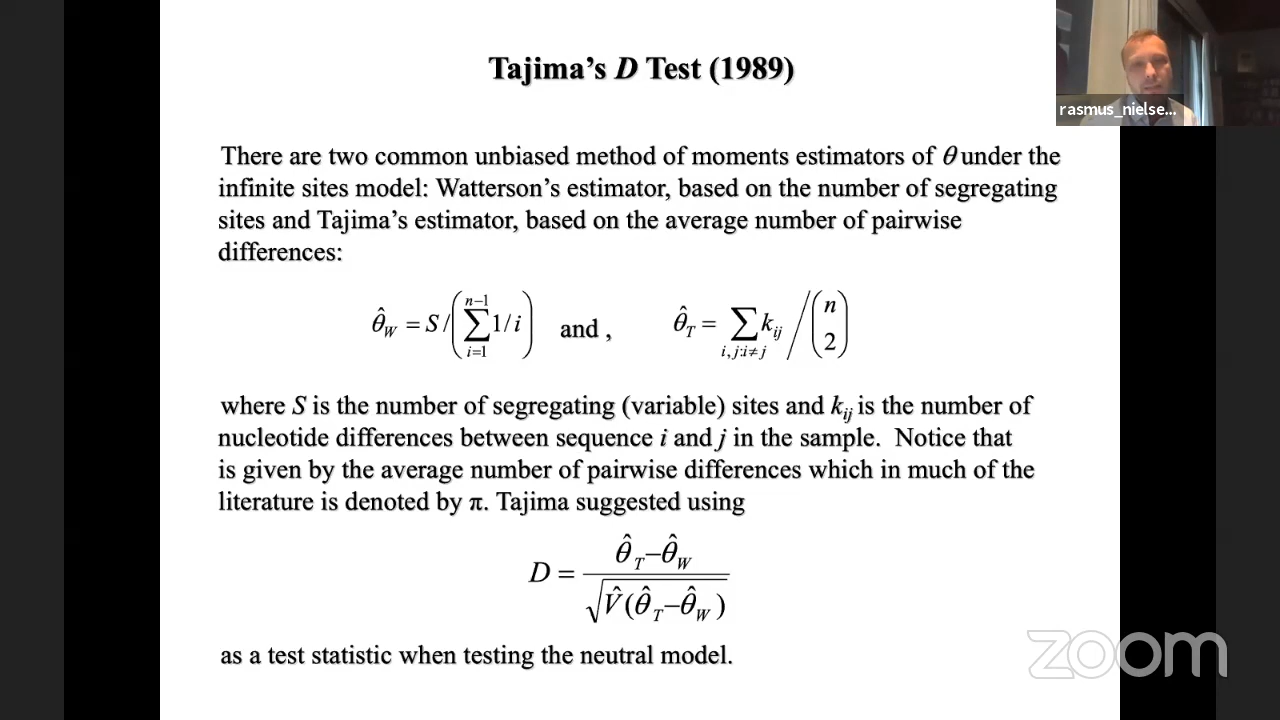 Tajima's D Test (1989)
rasmus_nielse...
There are two common unbiased method of moments estimators of θ under the
infinite sites model: Watterson's estimator, based on the number of segregating
sites and Tajima's estimator, based on the average number of pairwise
differences:
θ̂_W = S/(∑_{i=1}^{n−1} 1/i) and , θ̂_T = ∑_{i,j:i≠j} k_{ij} / (n 2)
where S is the number of segregating (variable) sites and k_{ij} is the number of
nucleotide differences between sequence i and j in the sample. Notice that
is given by the average number of pairwise differences which in much of the
literature is denoted by π. Tajima suggested using
D = (θ̂_T − θ̂_W) / √(V̂(θ̂_T − θ̂_W))
as a test statistic when testing the neutral model.
zoom